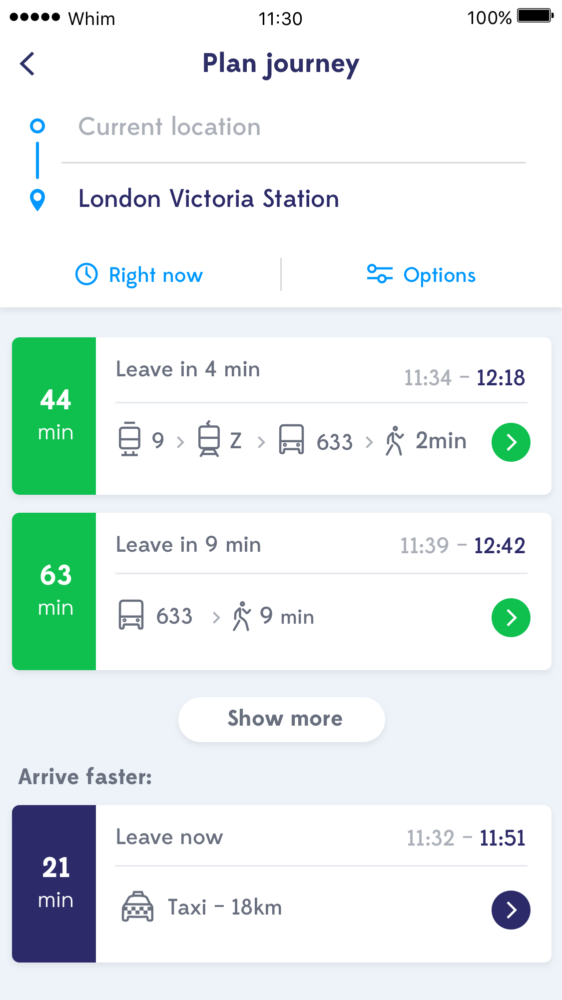 Whim 11:30 100%
Plan journey
Current location
London Victoria Station
Right now Options
44 min
Leave in 4 min 11:34 – 12:18
9 Z 633 2min
63 min
Leave in 9 min 11:39 – 12:42
633 9 min
Show more
Arrive faster:
21 min
Leave now 11:32 – 11:51
Taxi – 18km